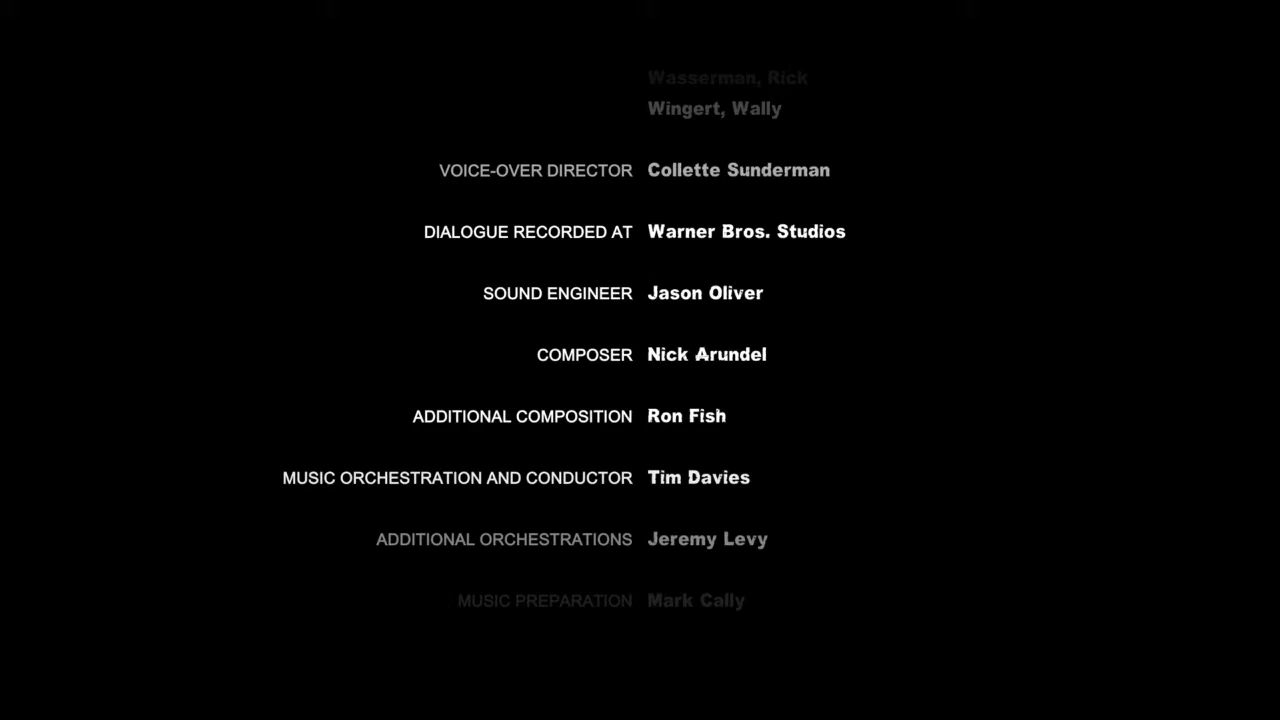 Wasserman, Rick
Wingert, Wally
VOICE-OVER DIRECTOR Collette Sunderman
DIALOGUE RECORDED AT Warner Bros. Studios
SOUND ENGINEER Jason Oliver
COMPOSER Nick Arundel
ADDITIONAL COMPOSITION Ron Fish
MUSIC ORCHESTRATION AND CONDUCTOR Tim Davies
ADDITIONAL ORCHESTRATIONS Jeremy Levy
MUSIC PREPARATION Mark Cally